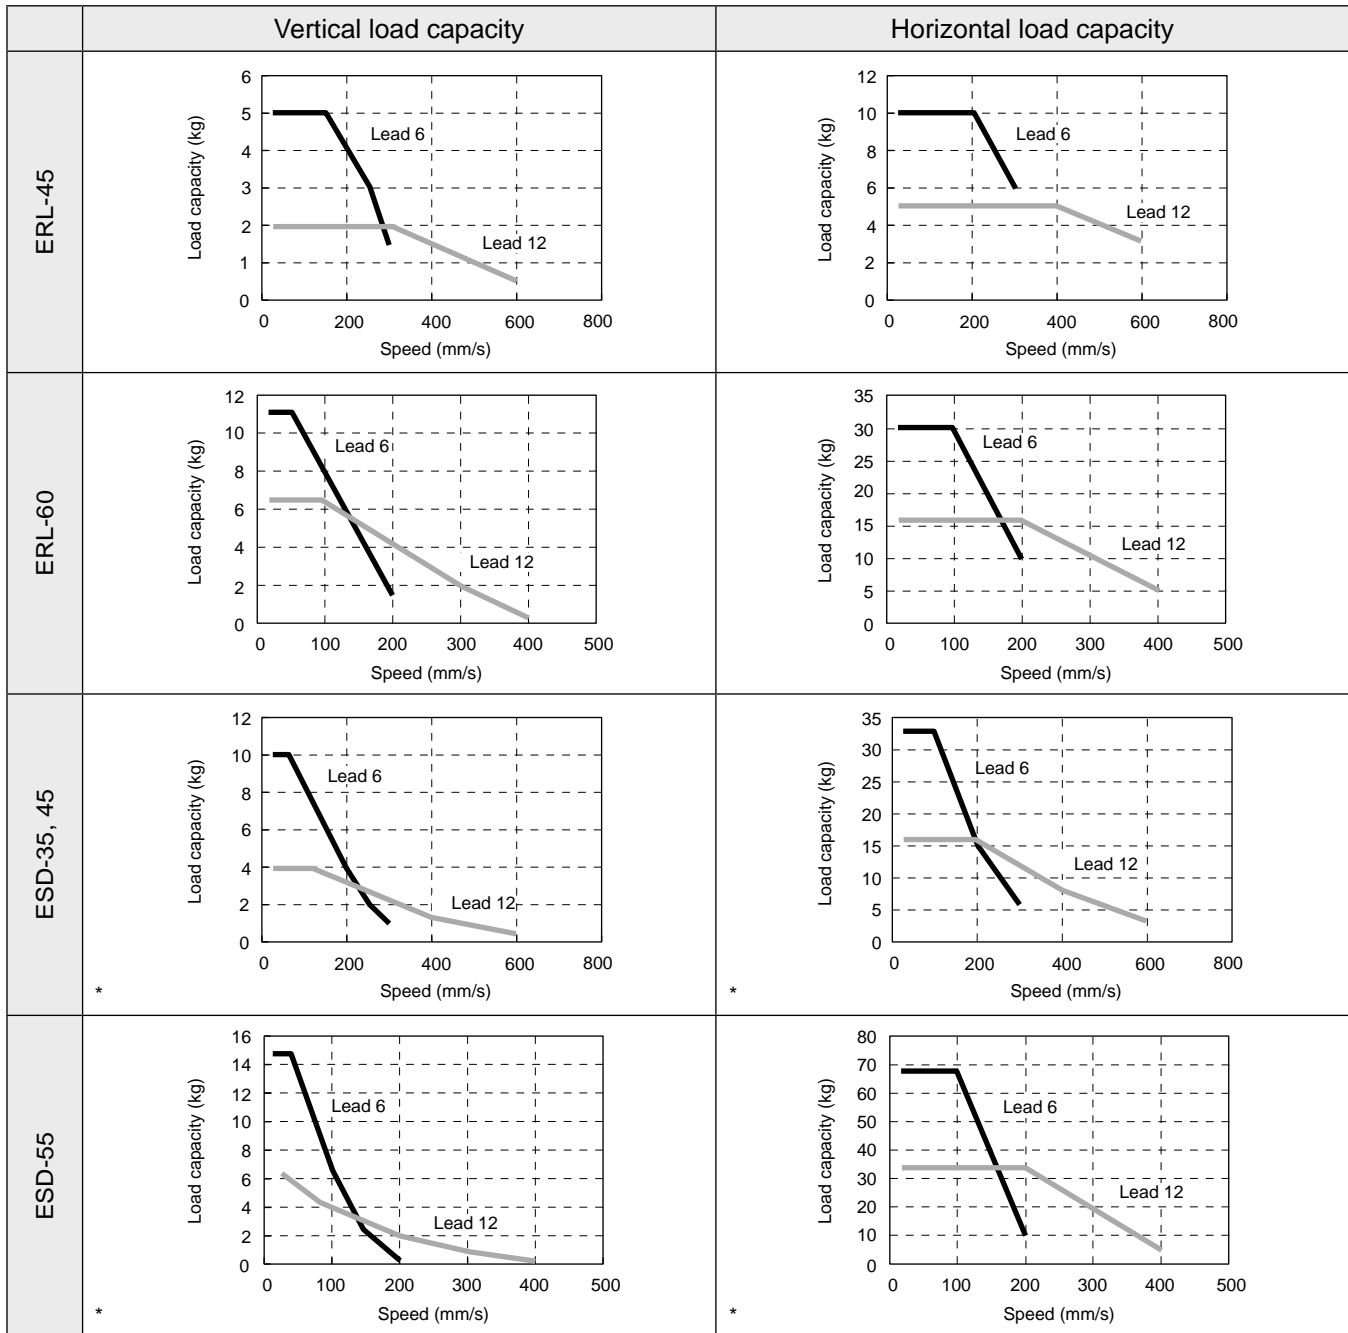 Vertical load capacity
Horizontal load capacity
ERL-45
Load capacity (kg)
6
5
4
3
2
1
0
Lead 6
Lead 12
0 200 400 600 800
Speed (mm/s)
Load capacity (kg)
12
10
8
6
4
2
0
Lead 6
Lead 12
0 200 400 600 800
Speed (mm/s)
ERL-60
Load capacity (kg)
12
10
8
6
4
2
0
Lead 6
Lead 12
0 100 200 300 400 500
Speed (mm/s)
Load capacity (kg)
35
30
25
20
15
10
5
0
Lead 6
Lead 12
0 100 200 300 400 500
Speed (mm/s)
ESD-35, 45
Load capacity (kg)
12
10
8
6
4
2
0
Lead 6
Lead 12
0 200 400 600 800
Speed (mm/s)
*
Load capacity (kg)
35
30
25
20
15
10
5
0
Lead 6
Lead 12
0 200 400 600 800
Speed (mm/s)
*
ESD-55
Load capacity (kg)
16
14
12
10
8
6
4
2
0
Lead 6
Lead 12
0 100 200 300 400 500
Speed (mm/s)
*
Load capacity (kg)
80
70
60
50
40
30
20
10
0
Lead 6
Lead 12
0 100 200 300 400 500
Speed (mm/s)
*